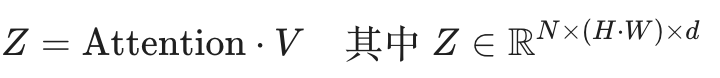 Z = Attention · V 其中 Z ∈ ℝ^{N×(H·W)×d}